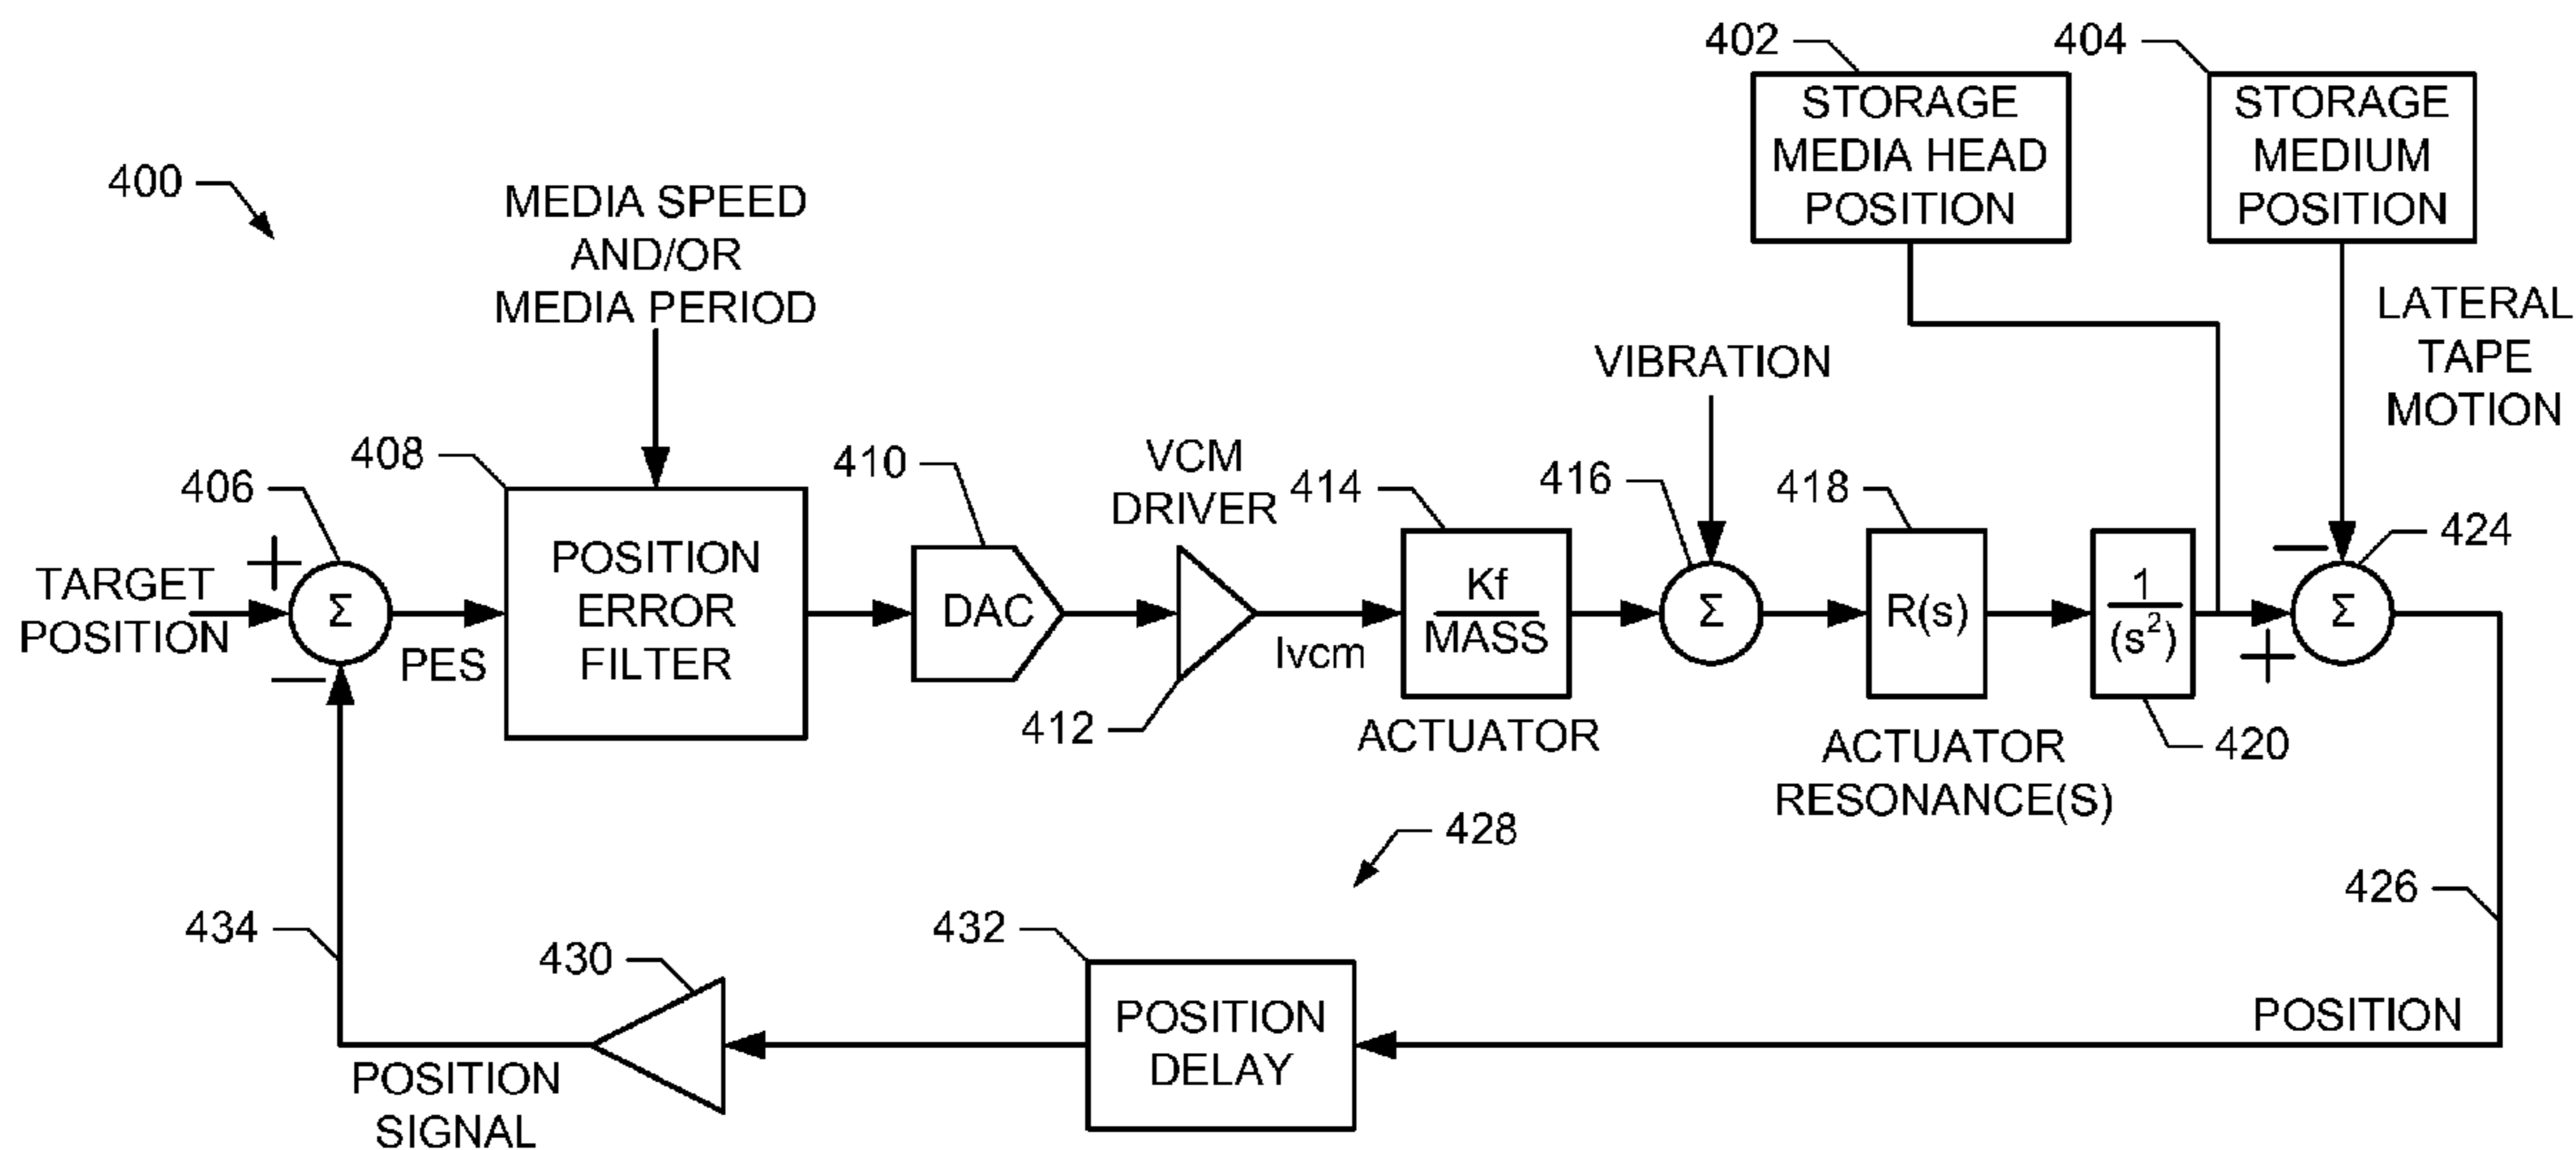 402
404
STORAGE
MEDIA HEAD
POSITION
STORAGE
MEDIUM
POSITION
400
MEDIA SPEED
AND/OR
MEDIA PERIOD
LATERAL
TAPE
MOTION
VIBRATION
406
408
410
VCM
DRIVER
412
414
416
418
420
424
TARGET
POSITION
+
−
Σ
PES
POSITION
ERROR
FILTER
DAC
Ivcm
Kf
MASS
ACTUATOR
Σ
R(s)
ACTUATOR
RESONANCE(S)
1
(s²)
−
+
Σ
428
426
434
430
432
POSITION
DELAY
POSITION
POSITION
SIGNAL